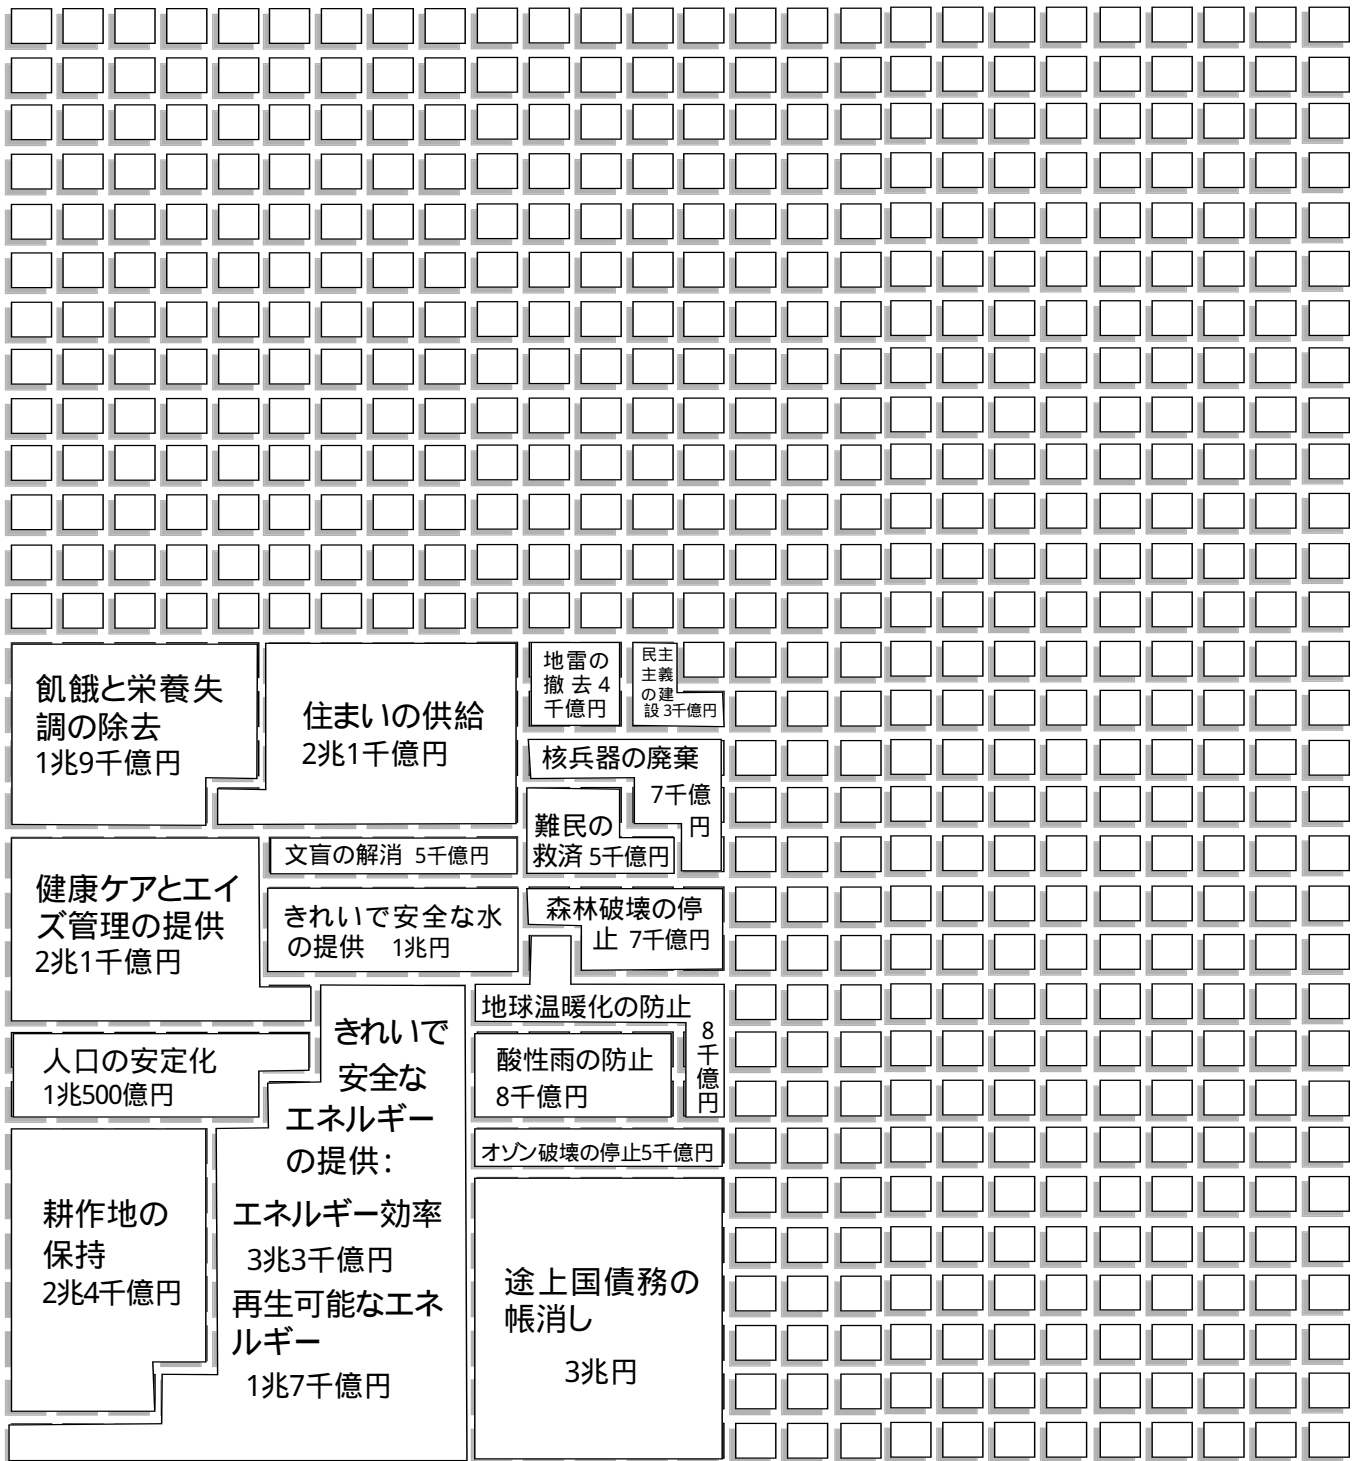 飢餓と栄養失
調の除去
1兆9千億円
住まいの供給
2兆1千億円
地雷の
撤去4
千億円
民主
主義
の建
設3千億円
核兵器の廃棄
7千億
円
難民の
救済5千億円
文盲の解消 5千億円
健康ケアとエイ
ズ管理の提供
2兆1千億円
きれいで安全な水
の提供 1兆円
森林破壊の停
止 7千億円
地球温暖化の防止
8千億円
人口の安定化
1兆500億円
酸性雨の防止
8千億円
きれいで
安全な
エネルギー
の提供:
エネルギー効率
3兆3千億円
再生可能なエネ
ルギー
1兆7千億円
オゾン破壊の停止5千億円
耕作地の
保持
2兆4千億円
途上国債務の
帳消し
3兆円